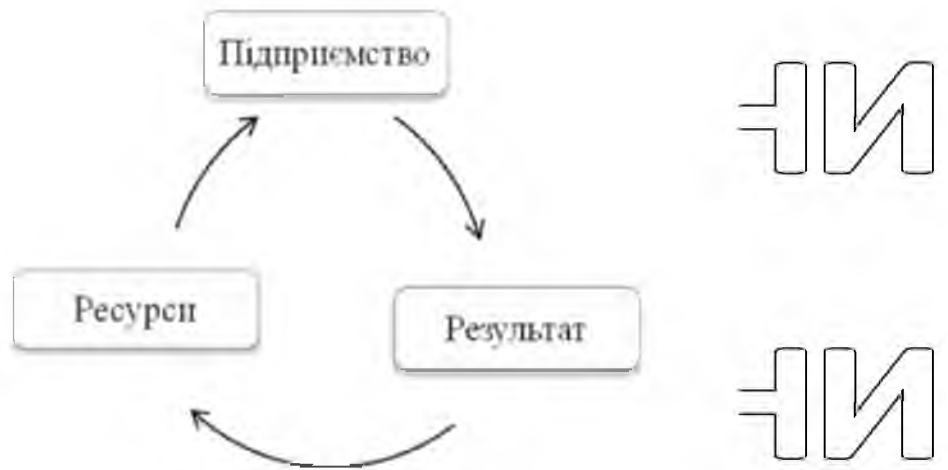 Підприємство
Ресурси
Результат